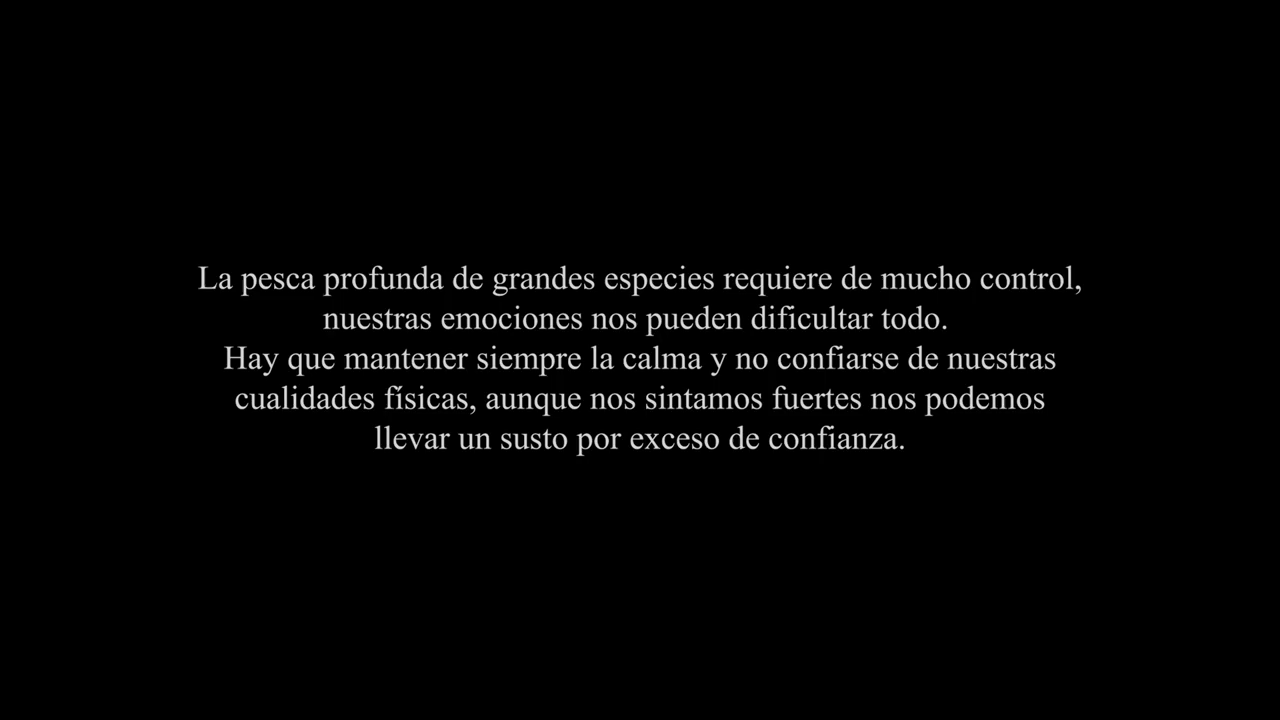 La pesca profunda de grandes especies requiere de mucho control,
nuestras emociones nos pueden dificultar todo.
Hay que mantener siempre la calma y no confiarse de nuestras
cualidades físicas, aunque nos sintamos fuertes nos podemos
llevar un susto por exceso de confianza.